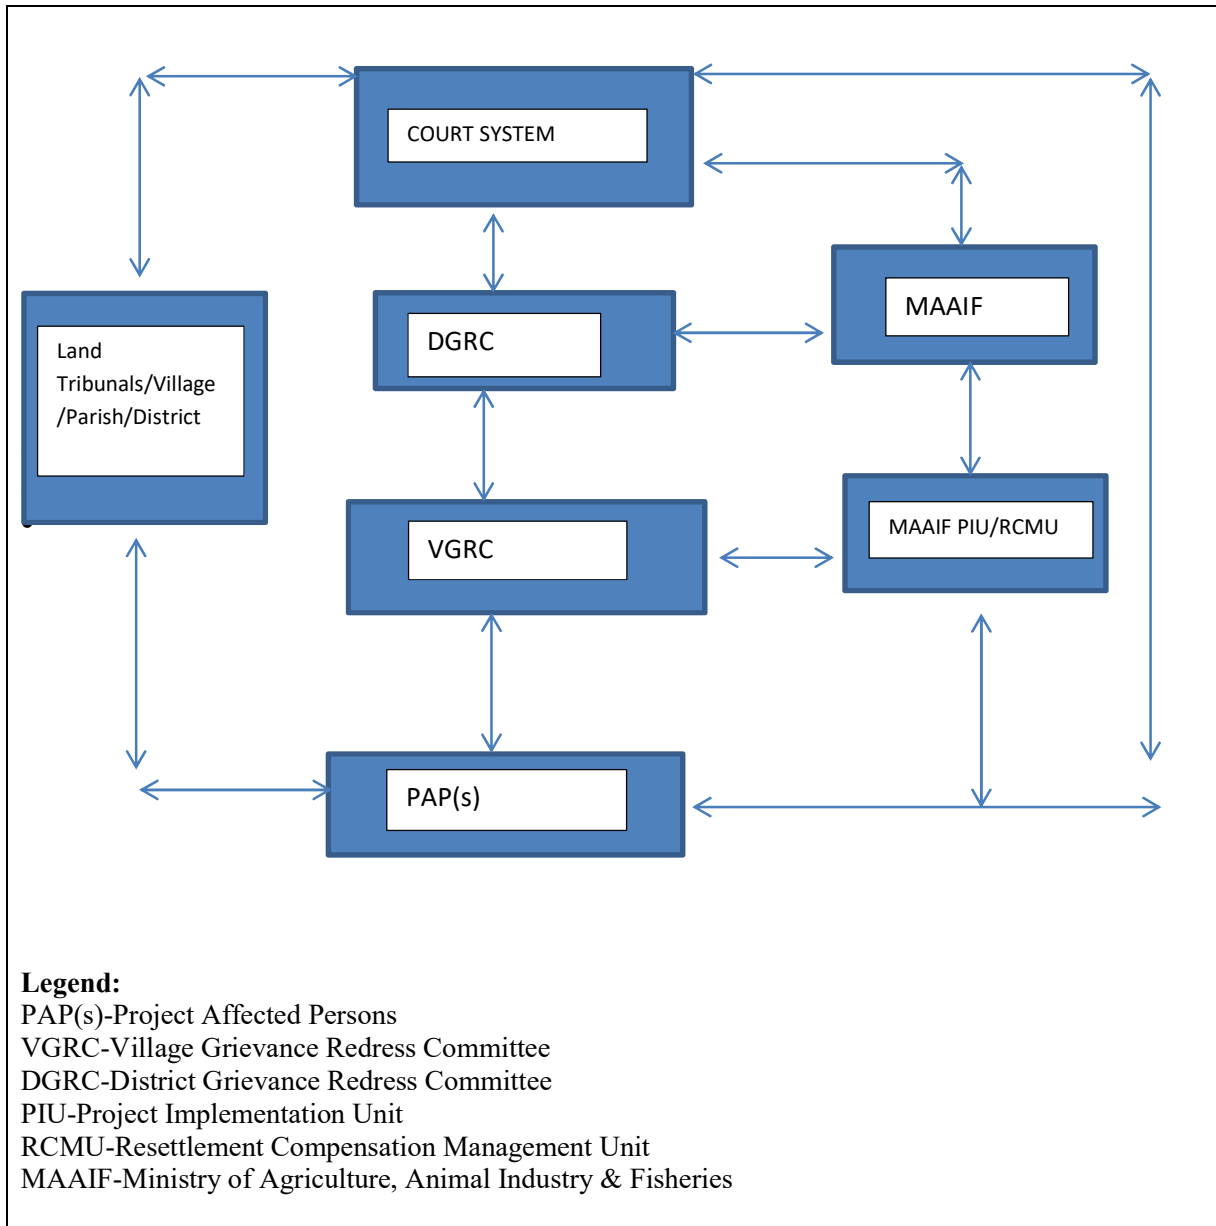 COURT SYSTEM
MAAIF
DGRC
Land
Tribunals/Village
/Parish/District
MAAIF PIU/RCMU
VGRC
PAP(s)
Legend:
PAP(s)-Project Affected Persons
VGRC-Village Grievance Redress Committee
DGRC-District Grievance Redress Committee
PIU-Project Implementation Unit
RCMU-Resettlement Compensation Management Unit
MAAIF-Ministry of Agriculture, Animal Industry & Fisheries